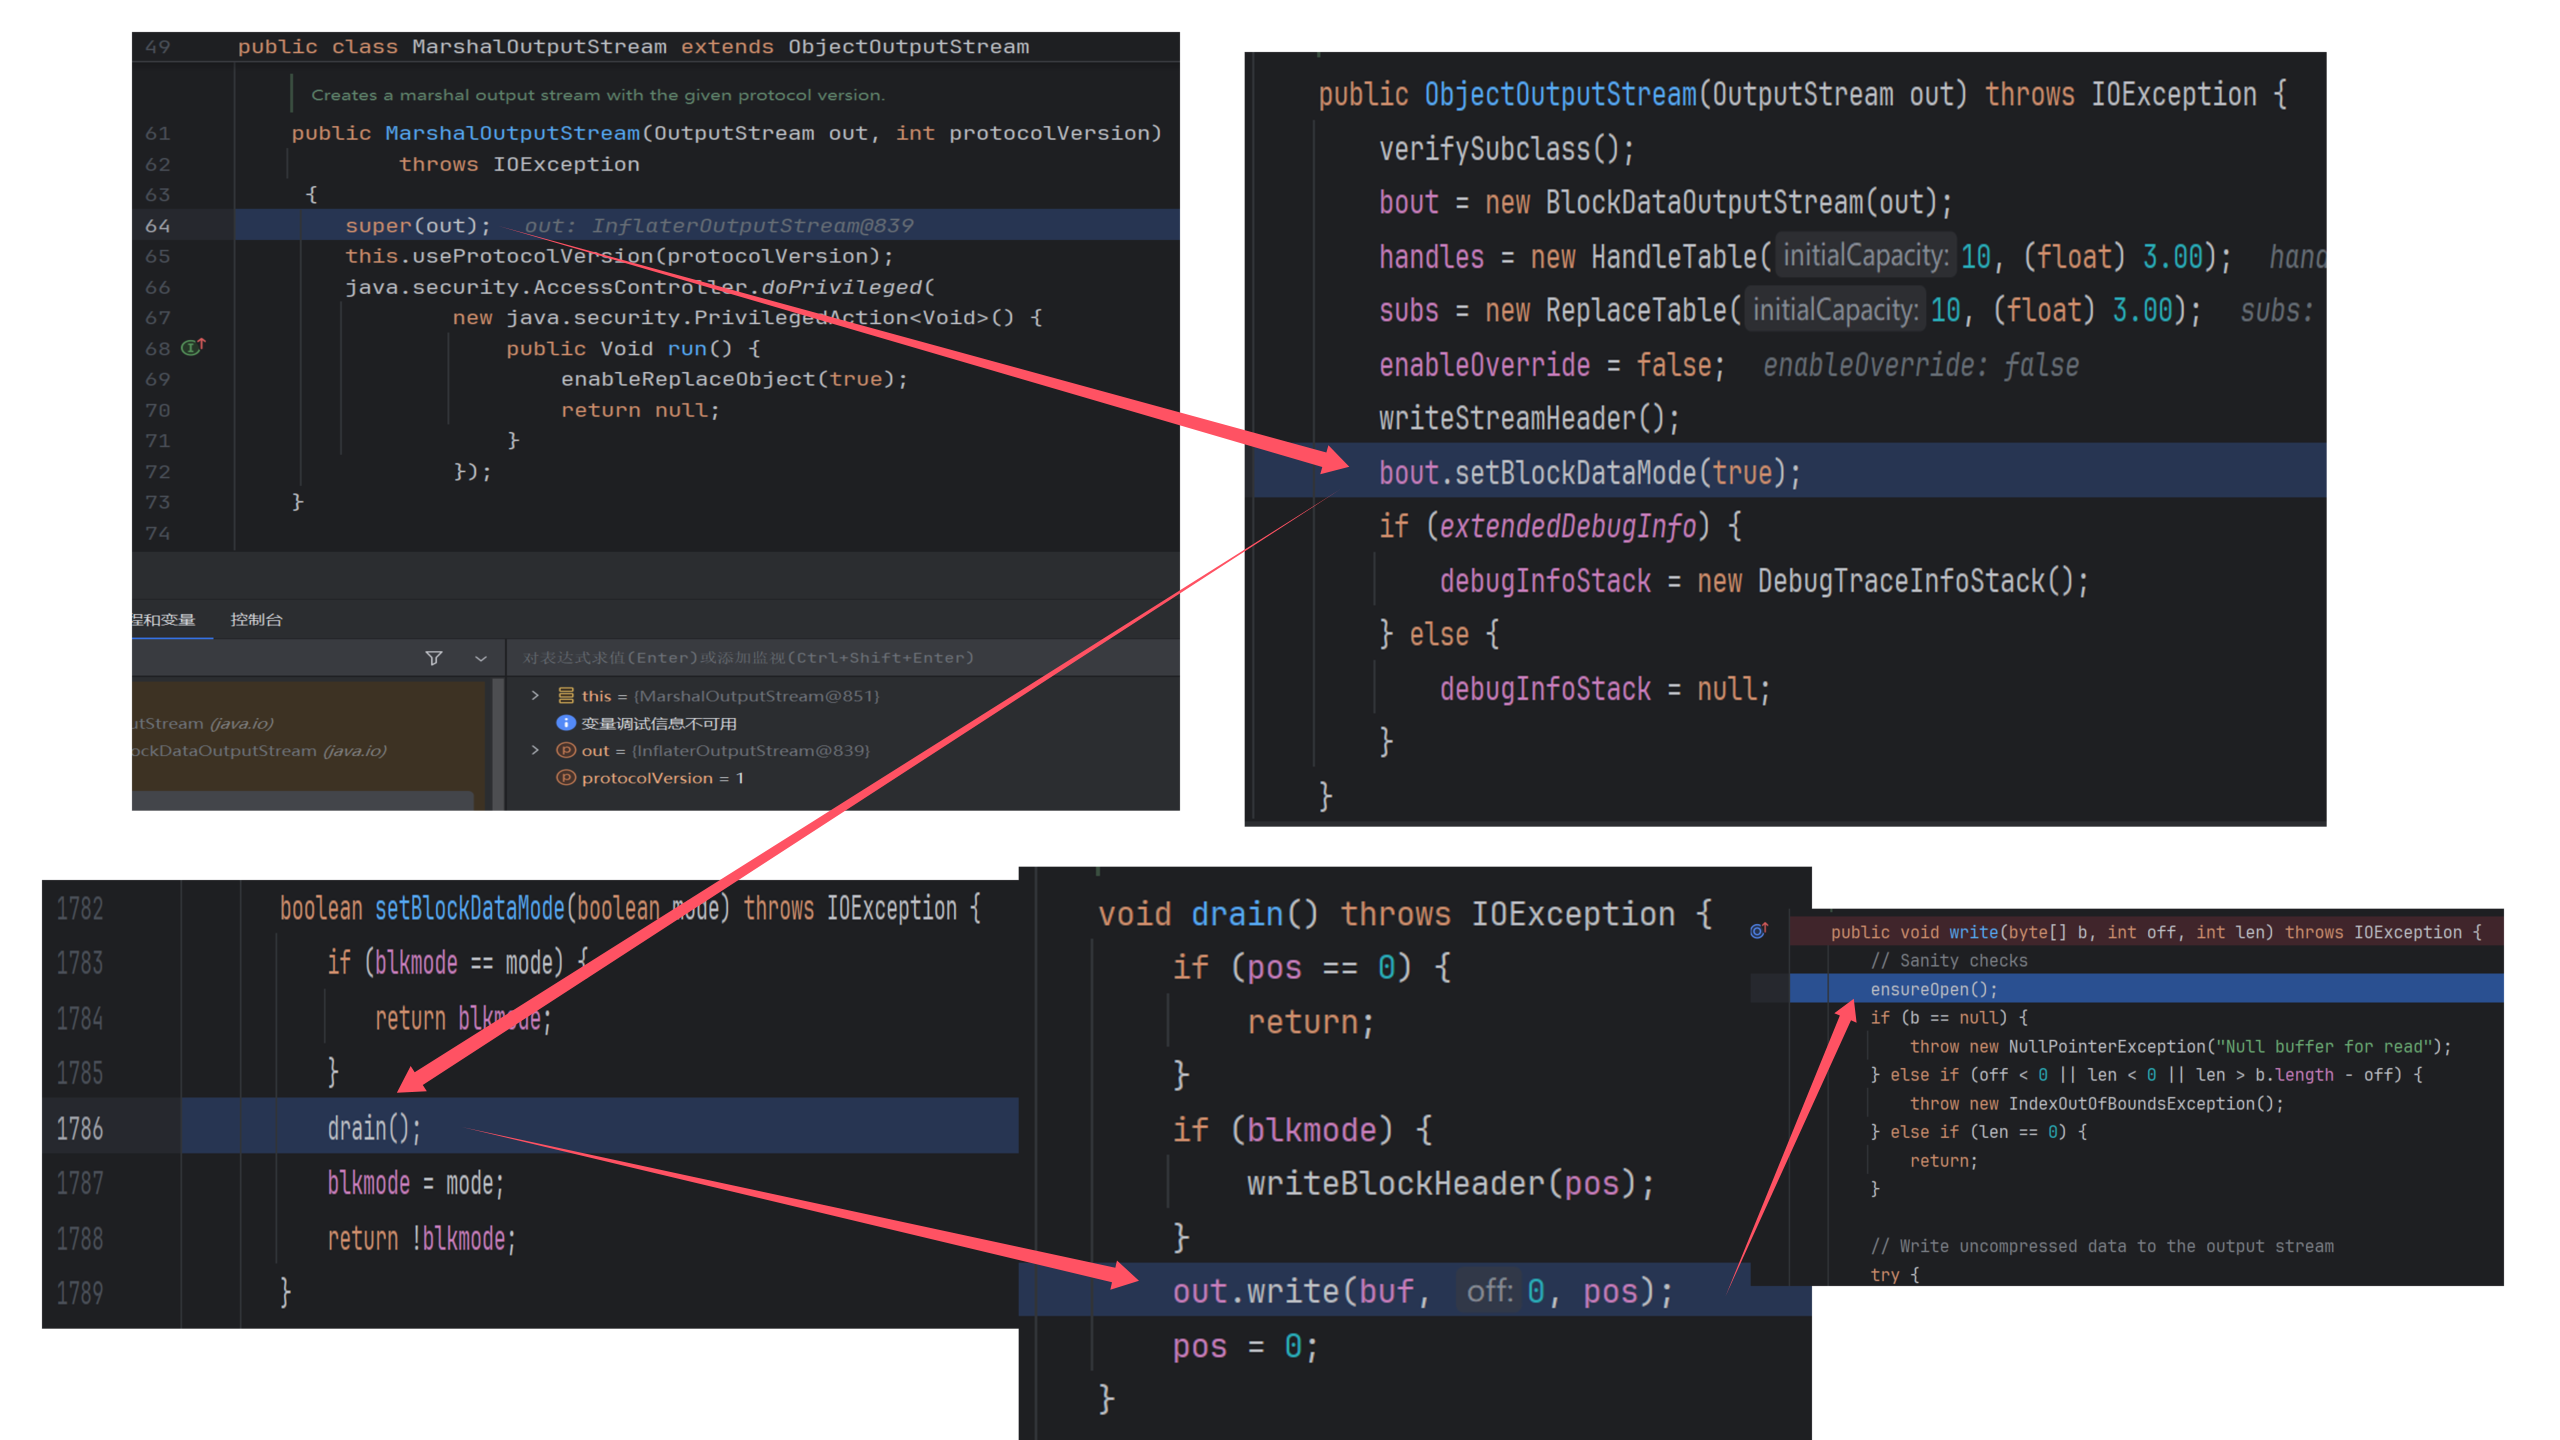 49 public class MarshalOutputStream extends ObjectOutputStream
Creates a marshal output stream with the given protocol version.
61 public MarshalOutputStream(OutputStream out, int protocolVersion)
62 throws IOException
63 {
64 super(out); out: InflaterOutputStream@839
65 this.useProtocolVersion(protocolVersion);
66 java.security.AccessController.doPrivileged(
67 new java.security.PrivilegedAction<Void>() {
68 public Void run() {
69 enableReplaceObject(true);
70 return null;
71 }
72 });
73 }
74
程和变量 控制台
对表达式求值(Enter)或添加监视(Ctrl+Shift+Enter)
this = {MarshalOutputStream@851}
utStream (java.io)
变量调试信息不可用
ockDataOutputStream (java.io)
out = {InflaterOutputStream@839}
protocolVersion = 1
public ObjectOutputStream(OutputStream out) throws IOException {
verifySubclass();
bout = new BlockDataOutputStream(out);
handles = new HandleTable( initialCapacity: 10, (float) 3.00); hand
subs = new ReplaceTable( initialCapacity: 10, (float) 3.00); subs:
enableOverride = false; enableOverride: false
writeStreamHeader();
bout.setBlockDataMode(true);
if (extendedDebugInfo) {
debugInfoStack = new DebugTraceInfoStack();
} else {
debugInfoStack = null;
}
}
1782 boolean setBlockDataMode(boolean mode) throws IOException {
1783 if (blkmode == mode) {
1784 return blkmode;
1785 }
1786 drain();
1787 blkmode = mode;
1788 return !blkmode;
1789 }
void drain() throws IOException {
if (pos == 0) {
return;
}
if (blkmode) {
writeBlockHeader(pos);
}
out.write(buf, off: 0, pos);
pos = 0;
}
public void write(byte[] b, int off, int len) throws IOException {
// Sanity checks
ensureOpen();
if (b == null) {
throw new NullPointerException("Null buffer for read");
} else if (off < 0 || len < 0 || len > b.length - off) {
throw new IndexOutOfBoundsException();
} else if (len == 0) {
return;
}
// Write uncompressed data to the output stream
try {